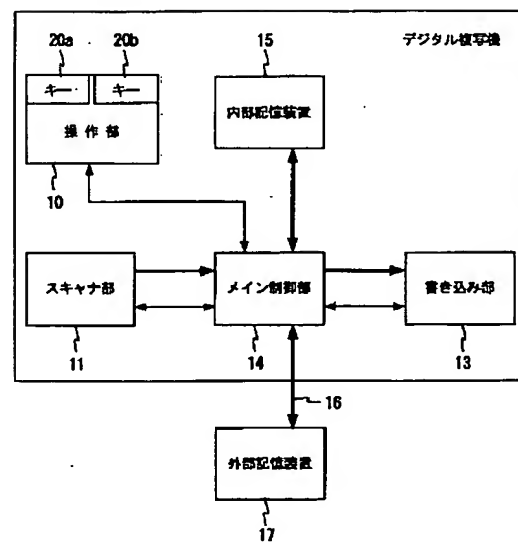 20a 20b
デジタル複写機
キー キー
操作部
10
15
内部記憶装置
スキャナ部
11
メイン制御部
14
書き込み部
13
16
外部記憶装置
17